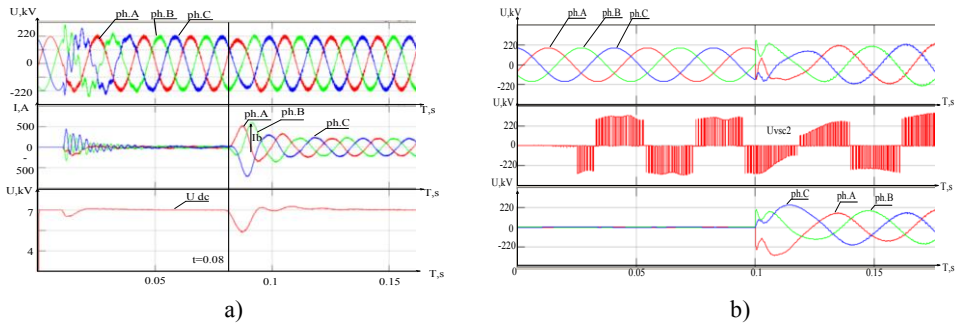 U,kV
ph.A ph.B ph.C
220
0
-220
T,s
I,A
ph.A
ph.B
Ib
ph.C
500
0
-
500
T,s
U,kV
U dc
7
4
t=0.08
T,s
0.05 0.1 0.15
a)
b)
U,kV
ph.A ph.B ph.C
220
0
-220
T,s
U,kV
220
0
-220
Uvsc2
T,s
U,kV
ph.C ph.A ph.B
220
0
-220
T,s
0 0.05 0.1 0.15
b)